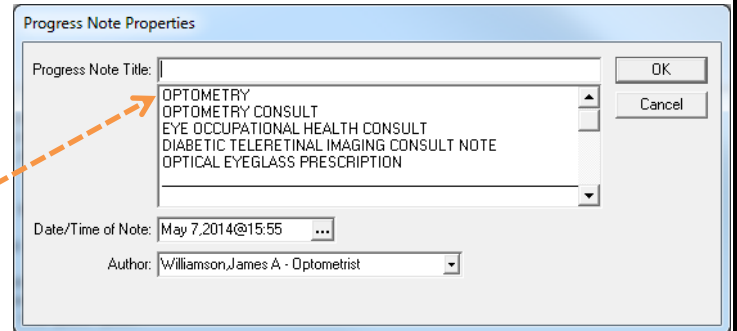 Progress Note Properties
Progress Note Title: OK
OPTOMETRY Cancel
OPTOMETRY CONSULT
EYE OCCUPATIONAL HEALTH CONSULT
DIABETIC TELERETINAL IMAGING CONSULT NOTE
OPTICAL EYEGLASS PRESCRIPTION
Date/Time of Note: May 7,2014@15:55 ...
Author: Williamson,James A - Optometrist